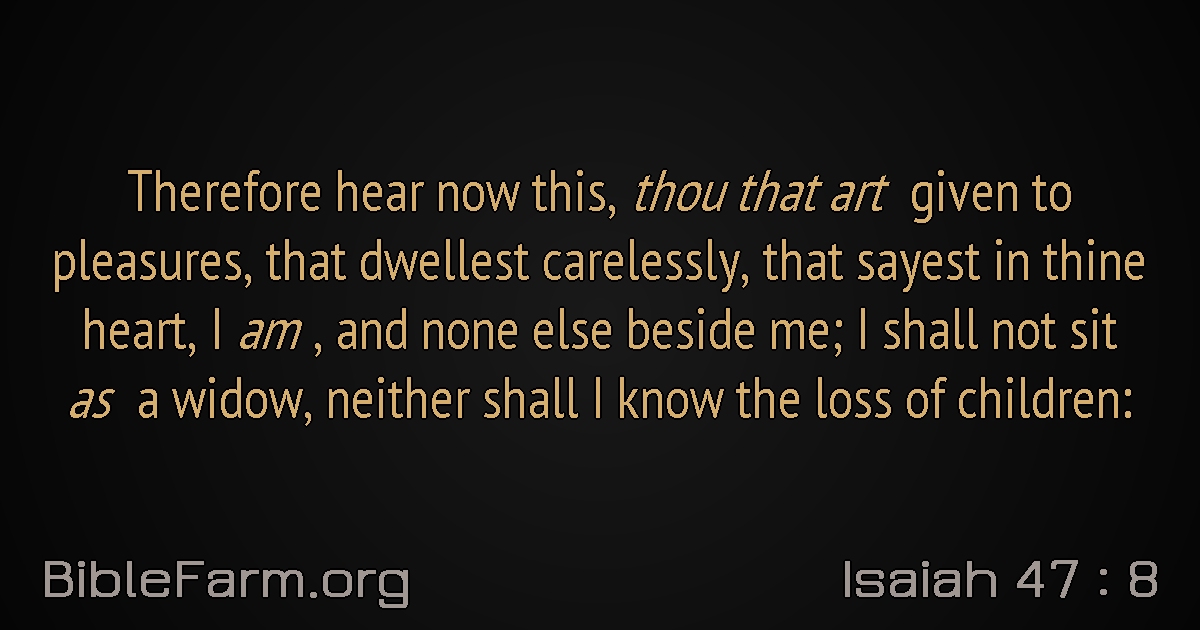 Therefore hear now this, thou that art given to
pleasures, that dwellest carelessly, that sayest in thine
heart, I am , and none else beside me; I shall not sit
as a widow, neither shall I know the loss of children:
BibleFarm.org
Isaiah 47 : 8